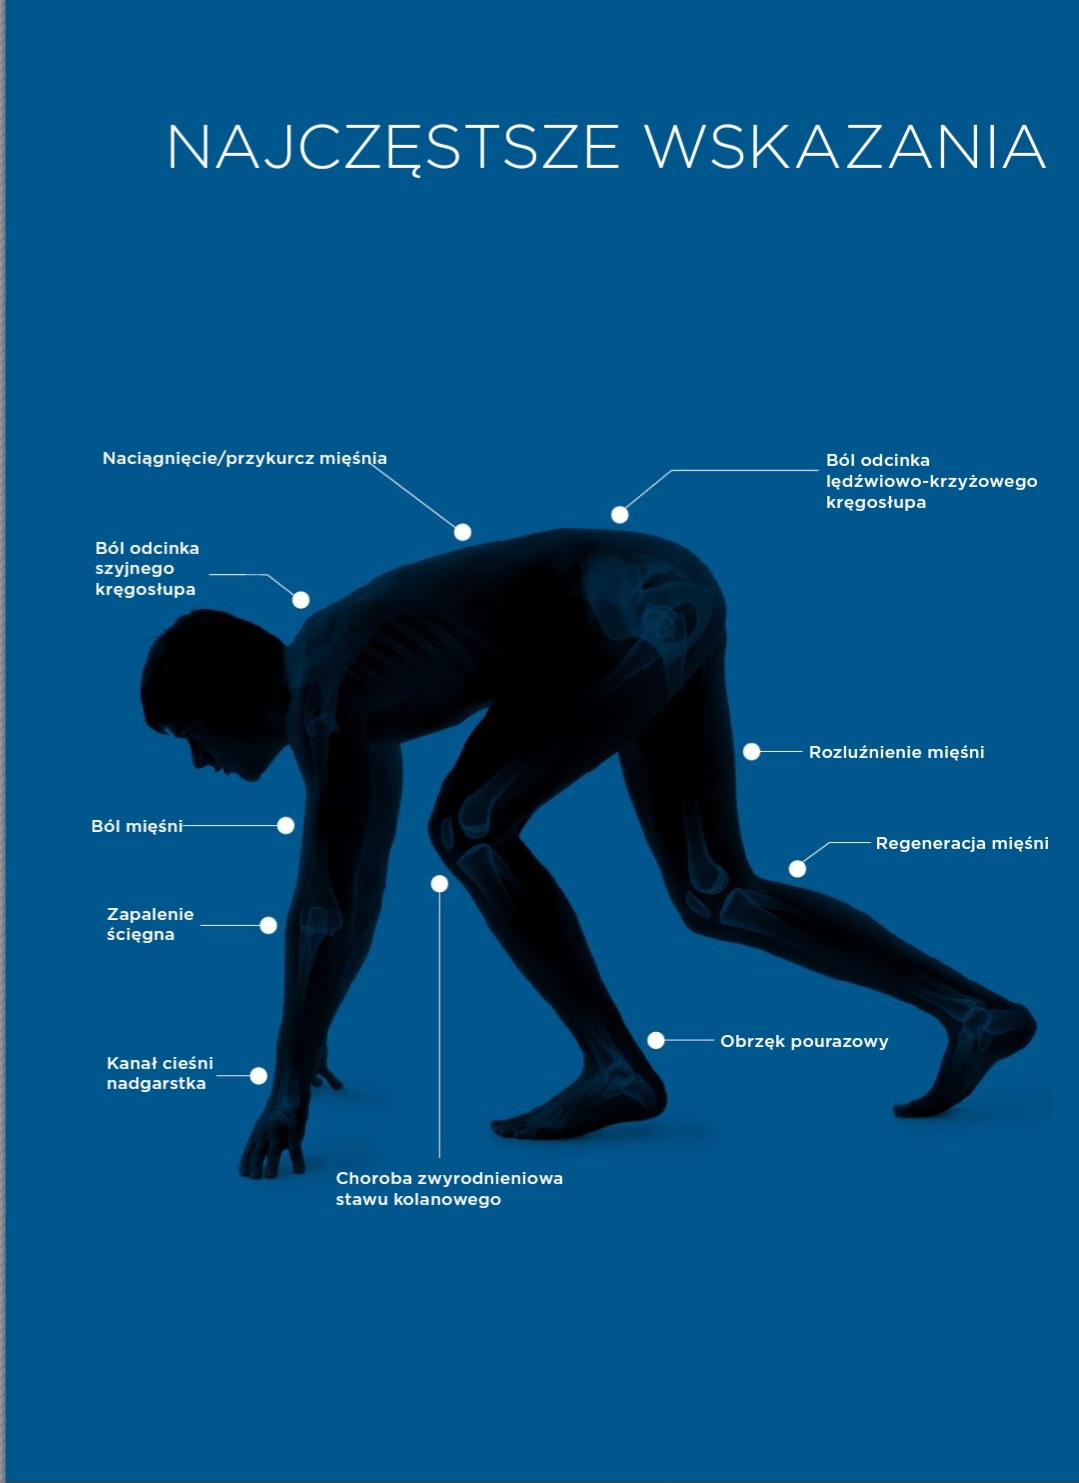 NAJCZĘSTSZE WSKAZANIA
Naciągnięcie/przykurcz mięśnia
Ból odcinka
lędźwiowo-krzyżowego
kręgosłupa
Ból odcinka
szyjnego
kręgosłupa
Rozluźnienie mięśni
Ból mięśni
Regeneracja mięśni
Zapalenie
ścięgna
Obrzęk pourazowy
Kanał cieśni
nadgarstka
Choroba zwyrodnieniowa
stawu kolanowego